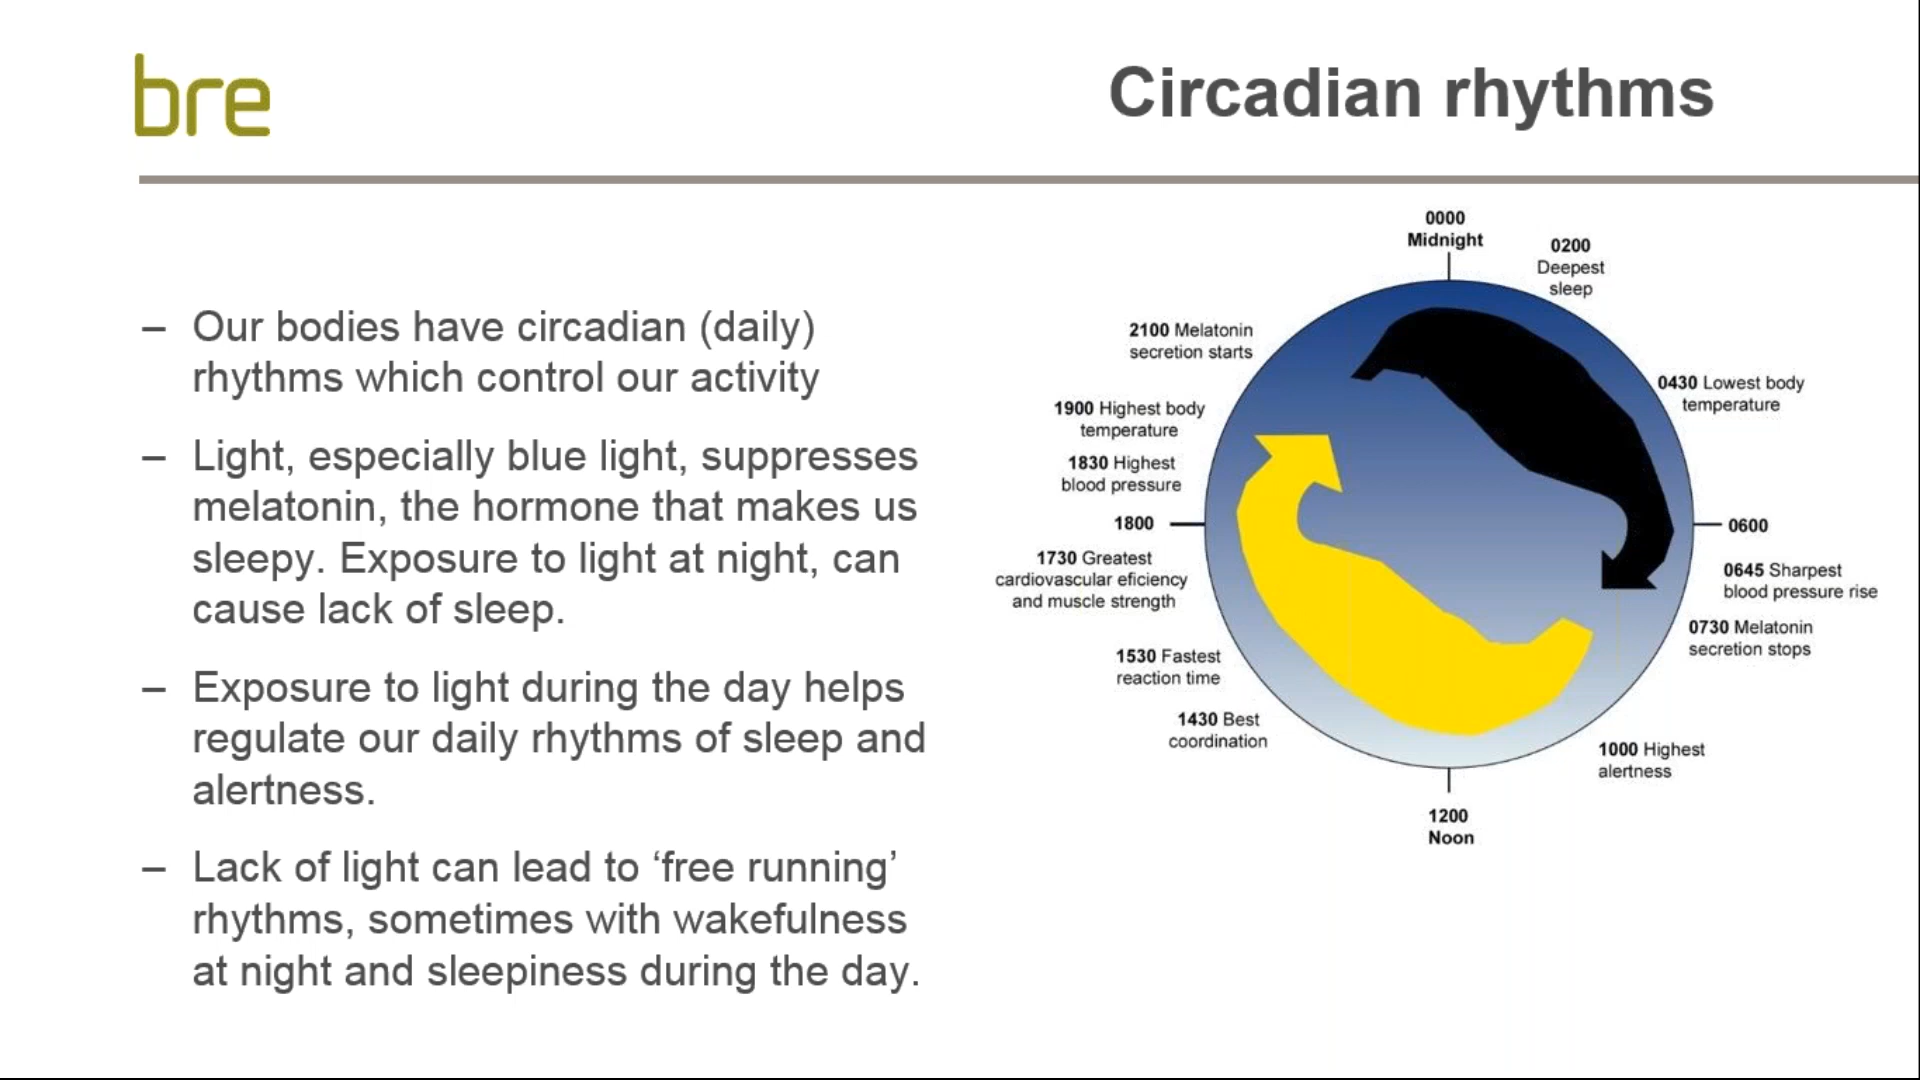 bre
Circadian rhythms
– Our bodies have circadian (daily)
rhythms which control our activity
– Light, especially blue light, suppresses
melatonin, the hormone that makes us
sleepy. Exposure to light at night, can
cause lack of sleep.
– Exposure to light during the day helps
regulate our daily rhythms of sleep and
alertness.
– Lack of light can lead to ‘free running’
rhythms, sometimes with wakefulness
at night and sleepiness during the day.
0000
Midnight
0200
Deepest
sleep
0430 Lowest body
temperature
0600
0645 Sharpest
blood pressure rise
0730 Melatonin
secretion stops
1000 Highest
alertness
1200
Noon
1430 Best
coordination
1530 Fastest
reaction time
1730 Greatest
cardiovascular eficiency
and muscle strength
1800
1830 Highest
blood pressure
1900 Highest body
temperature
2100 Melatonin
secretion starts